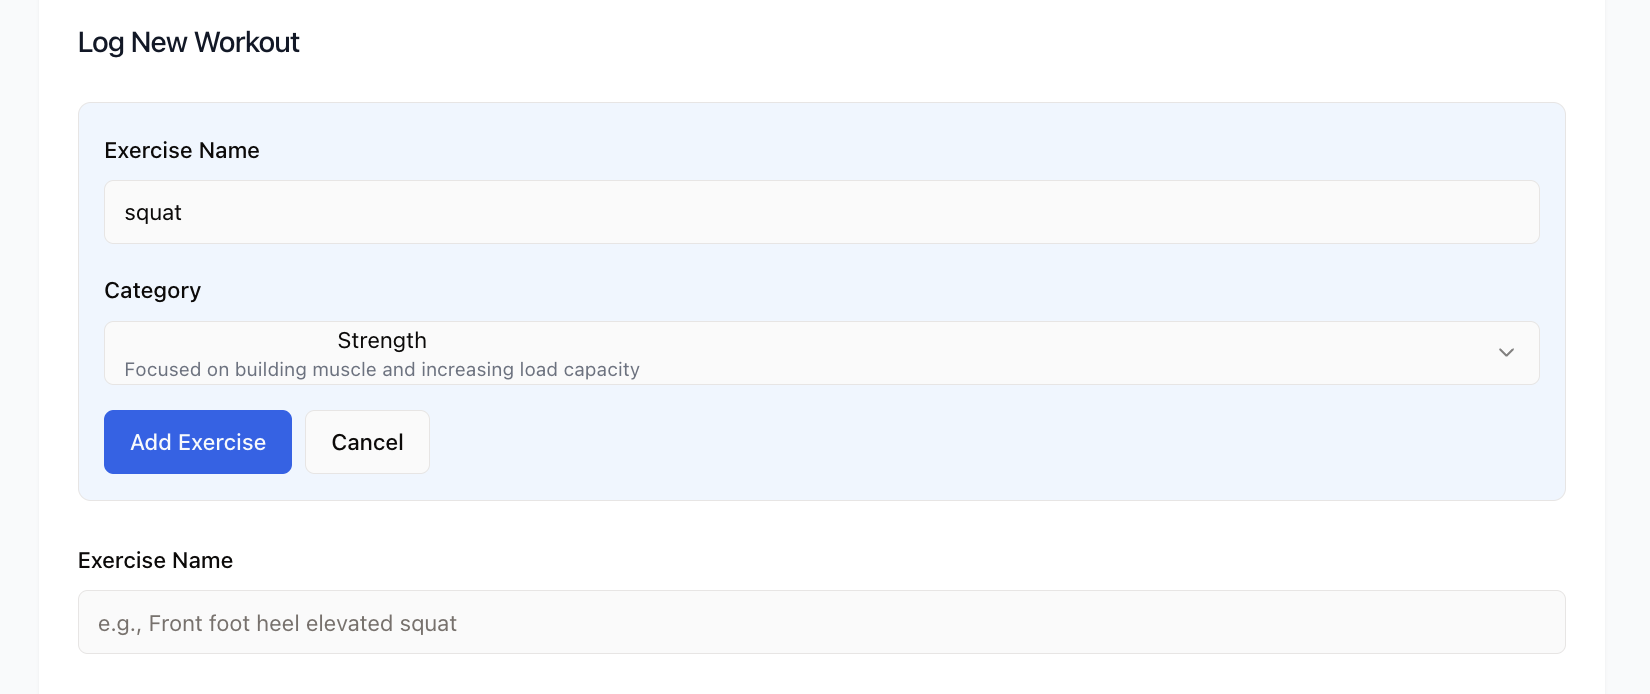 Log New Workout
Exercise Name
squat
Category
Strength
Focused on building muscle and increasing load capacity
Add Exercise
Cancel
Exercise Name
e.g., Front foot heel elevated squat